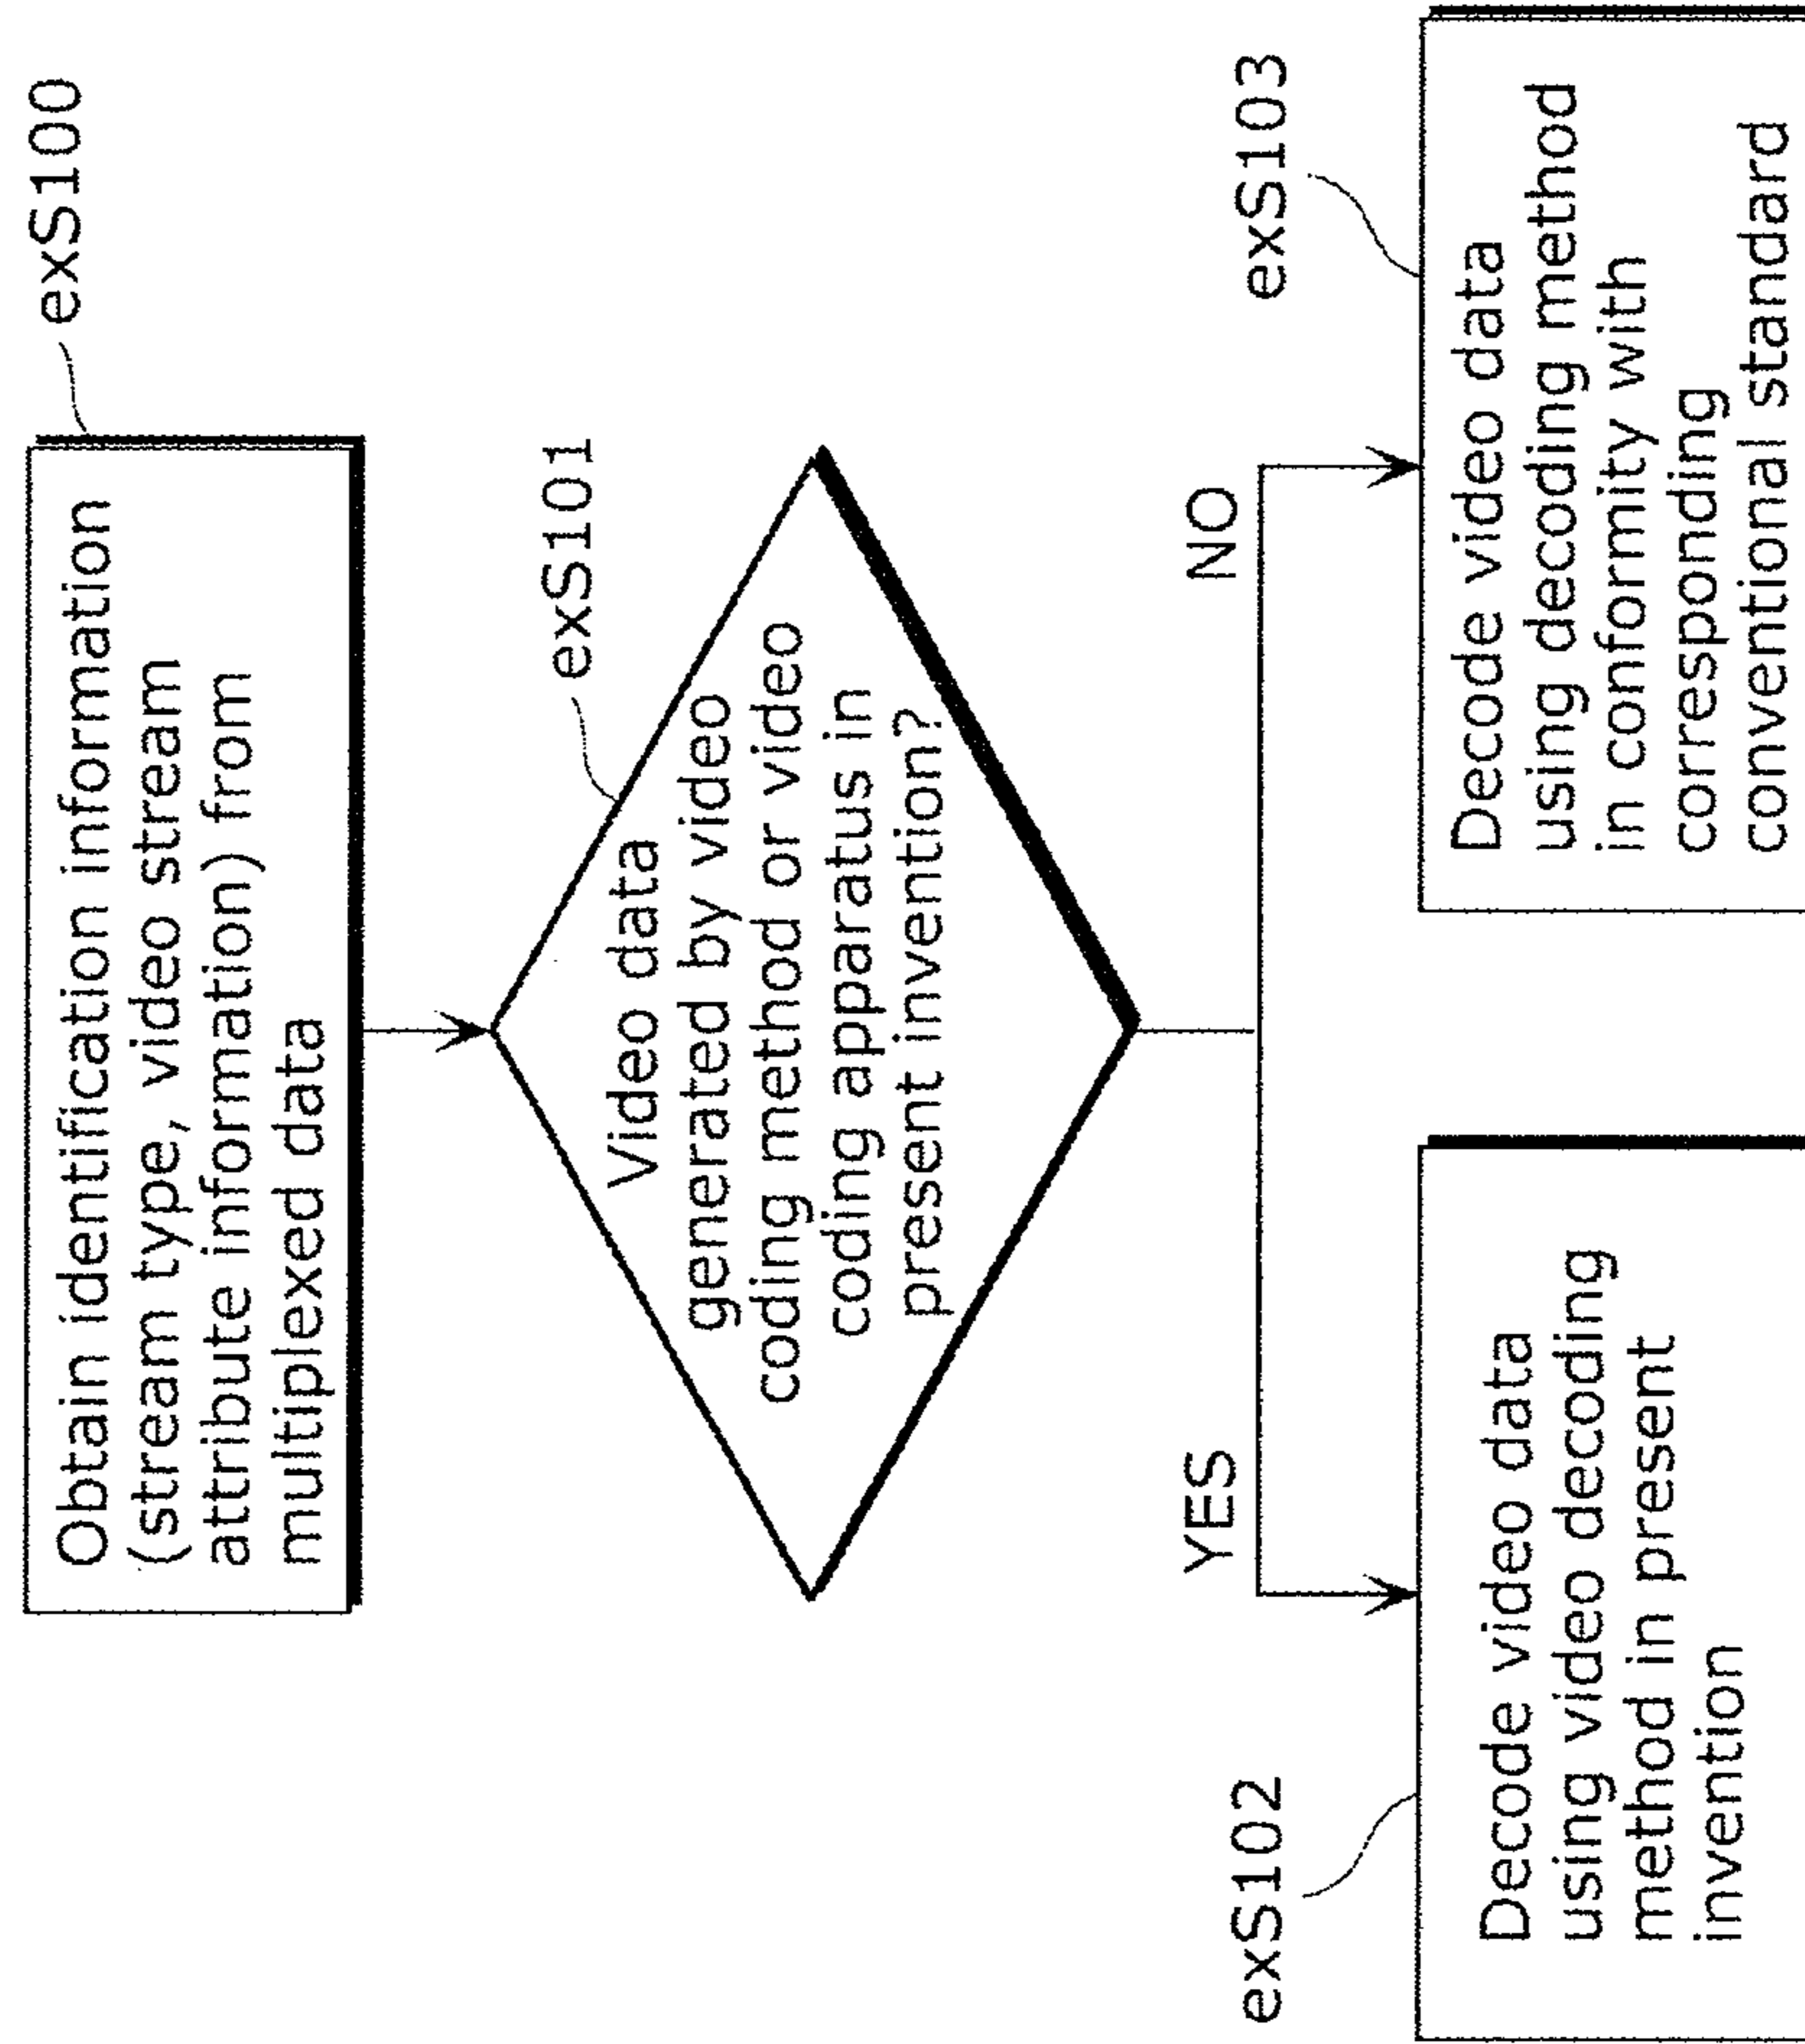 exS100
Obtain identification information
(stream type, video stream
attribute information) from
multiplexed data
exS101
Video data
generated by video
coding method or video
coding apparatus in
present invention?
YES
NO
exS102
Decode video data
using video decoding
method in present
invention
exS103
Decode video data
using decoding method
in conformity with
corresponding
conventional standard